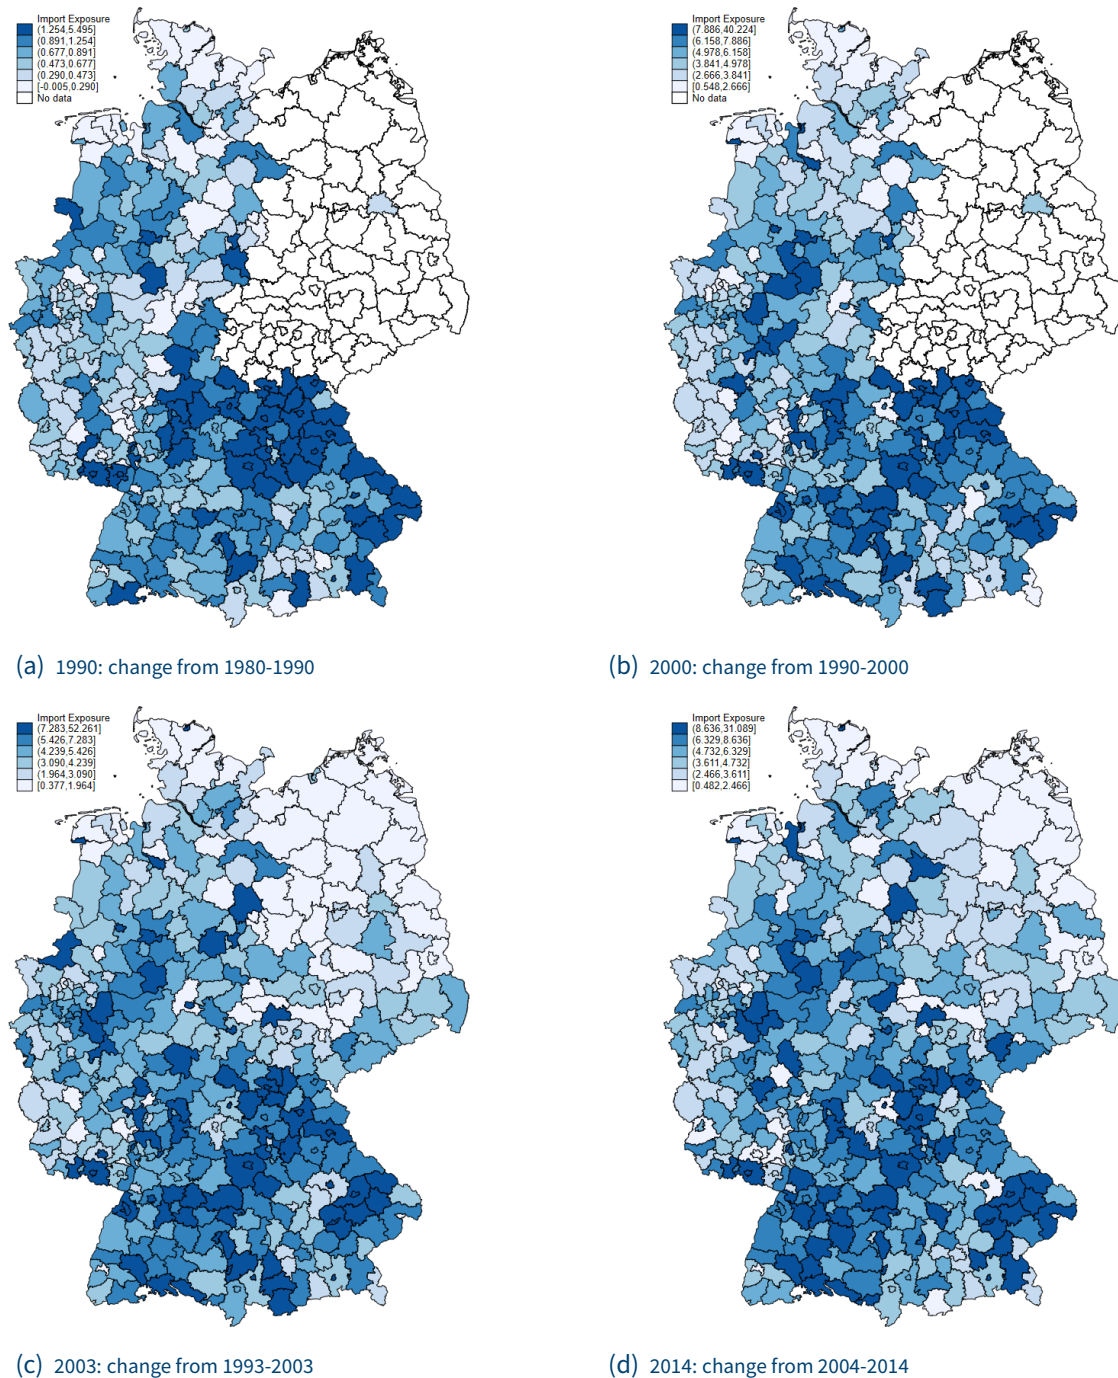 Import Exposure
(1.254,5.495]
(0.891,1.254]
(0.677,0.891]
(0.473,0.677]
(0.290,0.473]
[-0.005,0.290]
No data
Import Exposure
(7.886,40.224]
(6.158,7.886]
(4.978,6.158]
(3.841,4.978]
(2.666,3.841]
[0.548,2.666]
No data
(a) 1990: change from 1980-1990
(b) 2000: change from 1990-2000
Import Exposure
(7.283,52.261]
(5.426,7.283]
(4.239,5.426]
(3.090,4.239]
(1.964,3.090]
[0.377,1.964]
Import Exposure
(8.636,31.089]
(6.329,8.636]
(4.732,6.329]
(3.611,4.732]
(2.466,3.611]
[0.482,2.466]
(c) 2003: change from 1993-2003
(d) 2014: change from 2004-2014